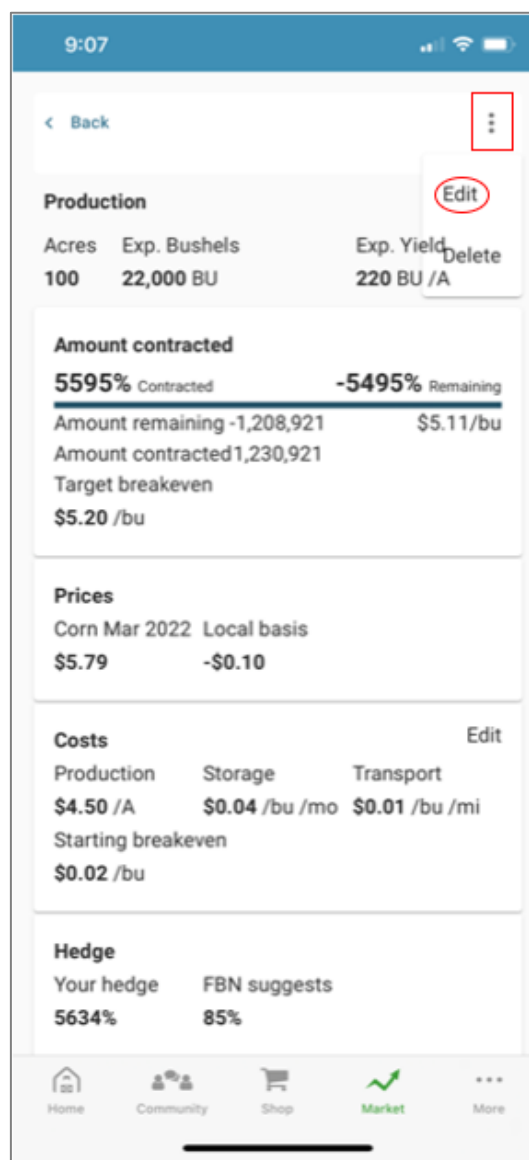 9:07
< Back
Edit
Production
Delete
Acres Exp. Bushels Exp. Yield
100 22,000 BU 220 BU /A
Amount contracted
5595% Contracted -5495% Remaining
Amount remaining -1,208,921 $5.11/bu
Amount contracted1,230,921
Target breakeven
$5.20 /bu
Prices
Corn Mar 2022 Local basis
$5.79 -$0.10
Costs Edit
Production Storage Transport
$4.50 /A $0.04 /bu /mo $0.01 /bu /mi
Starting breakeven
$0.02 /bu
Hedge
Your hedge FBN suggests
5634% 85%
Home Community Shop Market More